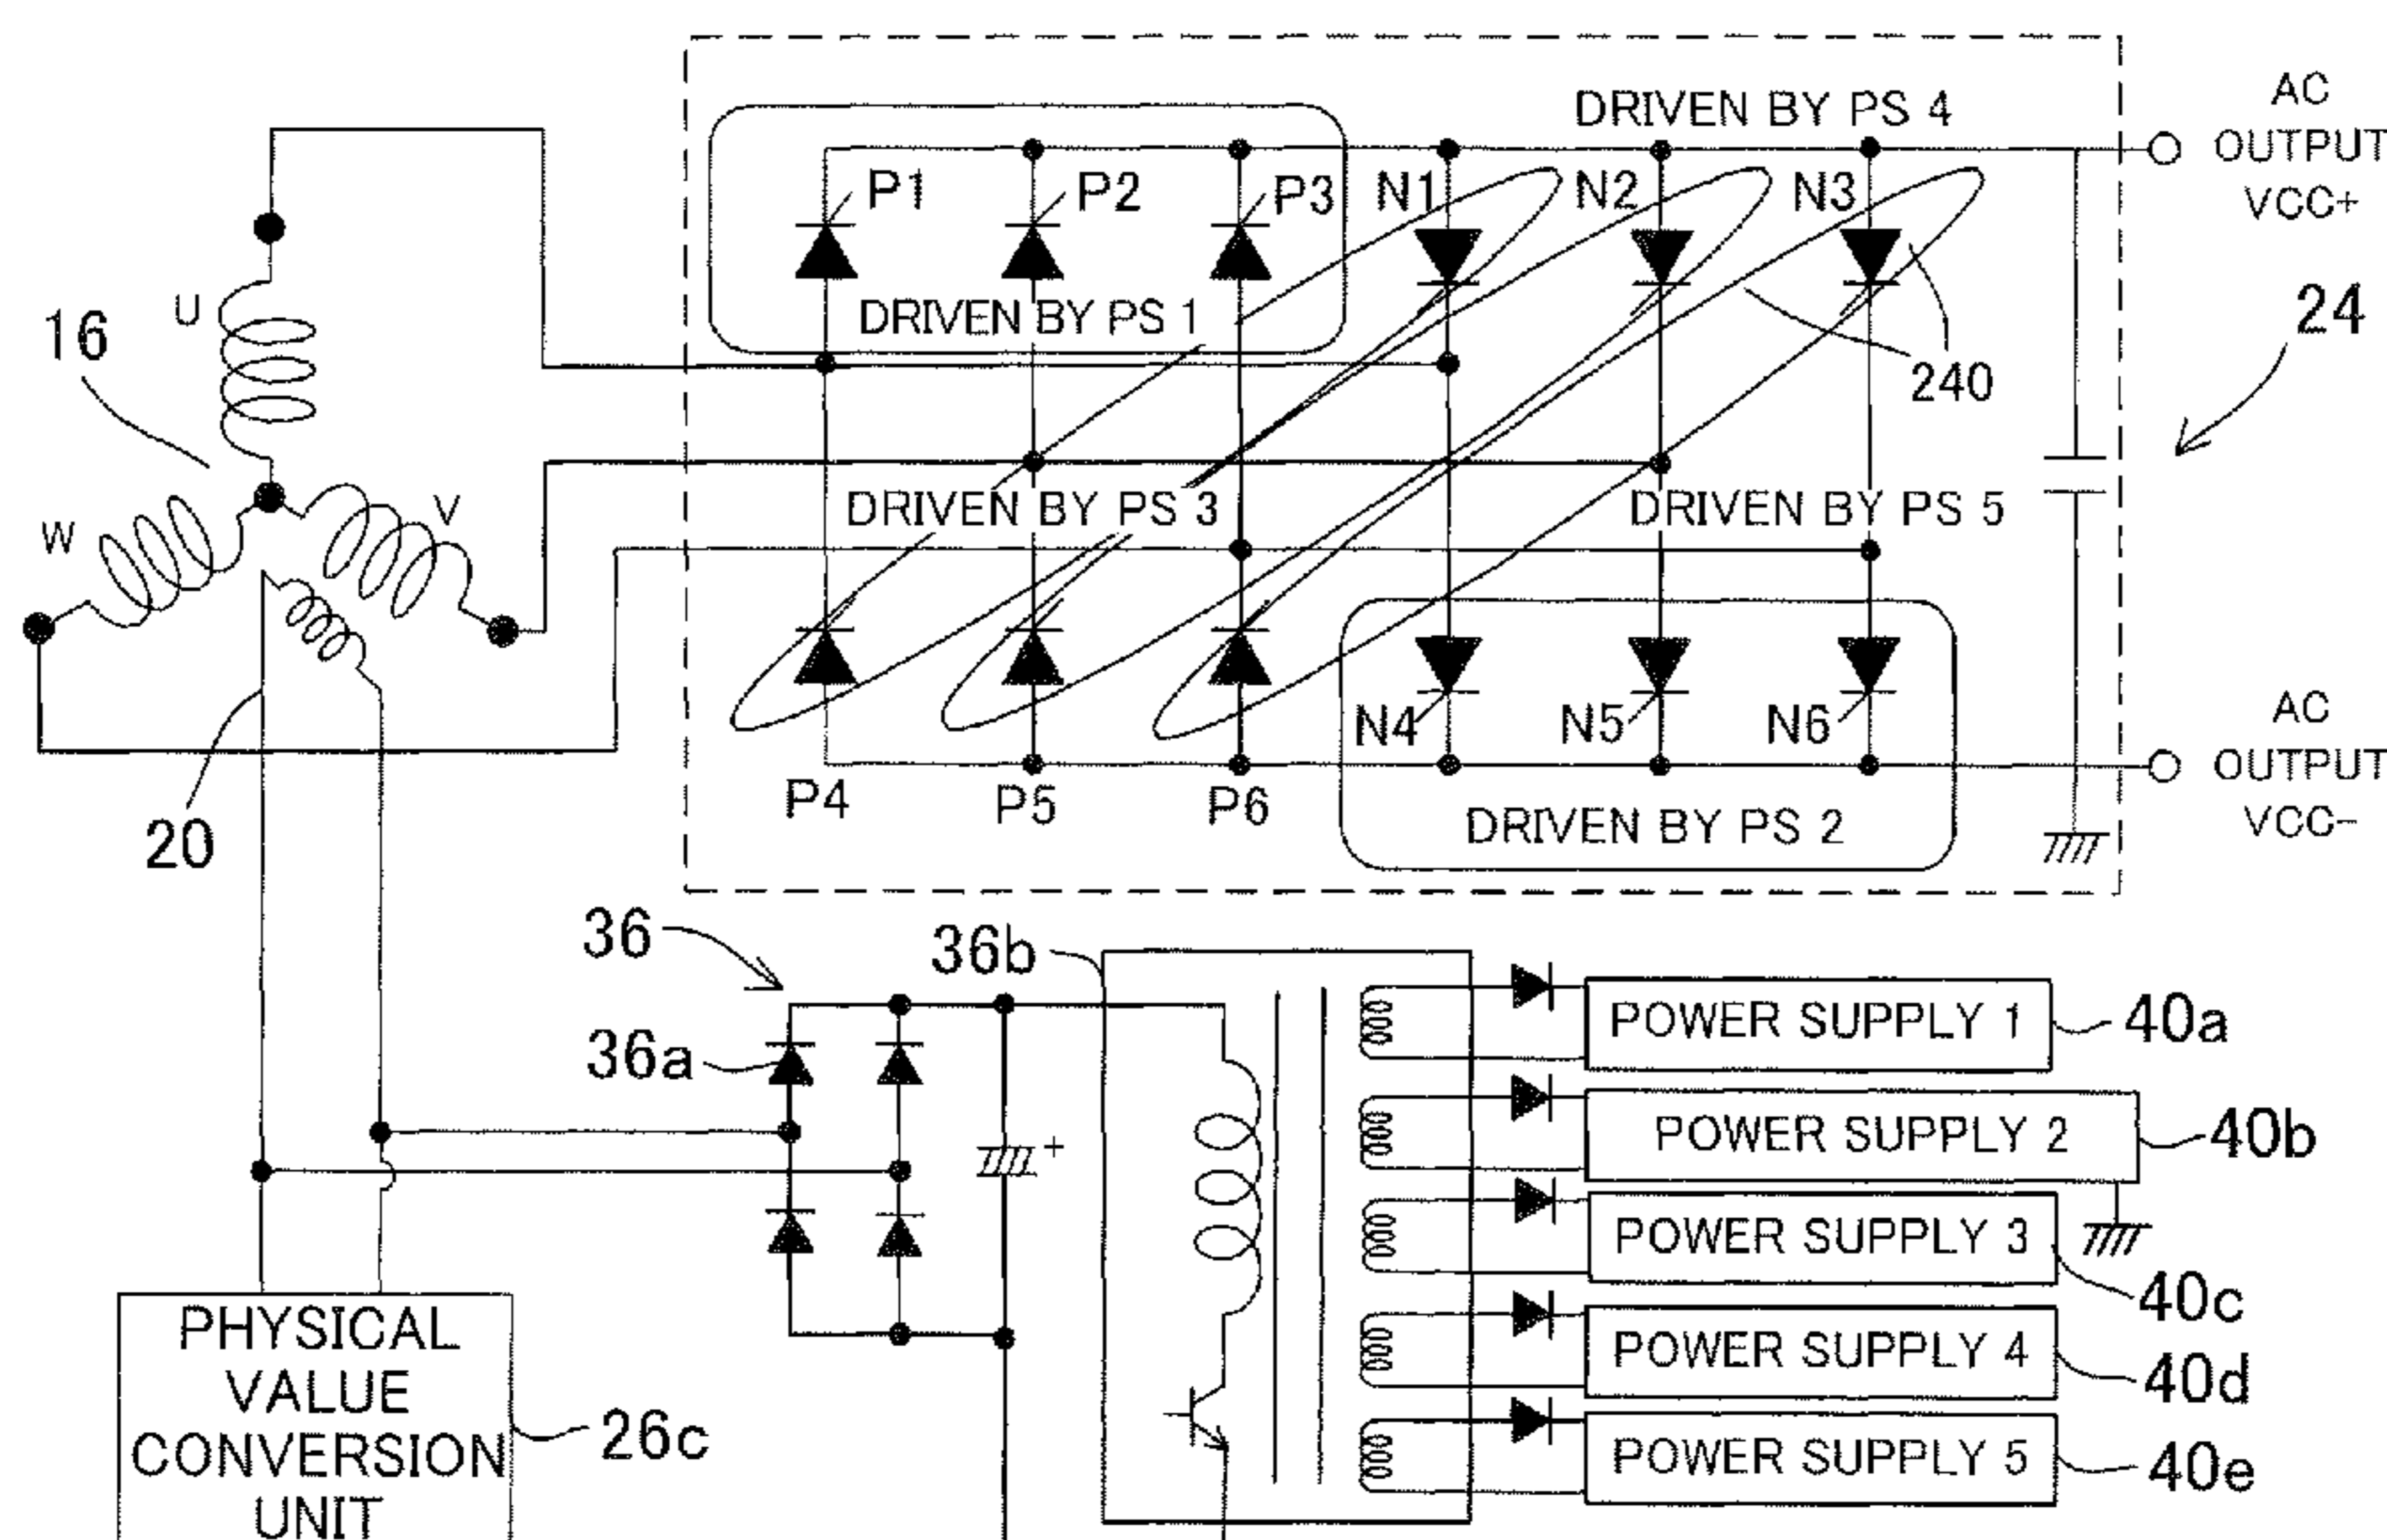 AC
OUTPUT
VCC+
DRIVEN BY PS 4
P1
P2
P3
N1
N2
N3
U
16
DRIVEN BY PS 1
24
240
W
V
DRIVEN BY PS 3
DRIVEN BY PS 5
N4
N5
N6
AC
OUTPUT
VCC-
P4
P5
P6
20
DRIVEN BY PS 2
36
36b
36a
POWER SUPPLY 1
40a
POWER SUPPLY 2
40b
+
POWER SUPPLY 3
40c
POWER SUPPLY 4
40d
POWER SUPPLY 5
40e
PHYSICAL
VALUE
CONVERSION
UNIT
26c